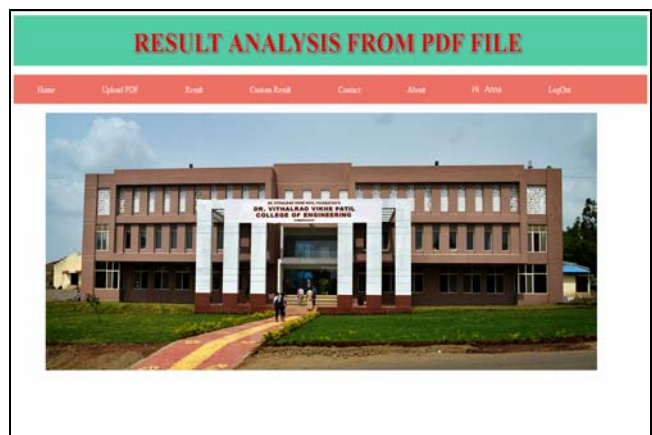 RESULT ANALYSIS FROM PDF FILE
Home Upload PDF Result Custom Result Contact About Hi Anna LogOut
DR. VITHALRAO VIKHE PATIL
COLLEGE OF ENGINEERING